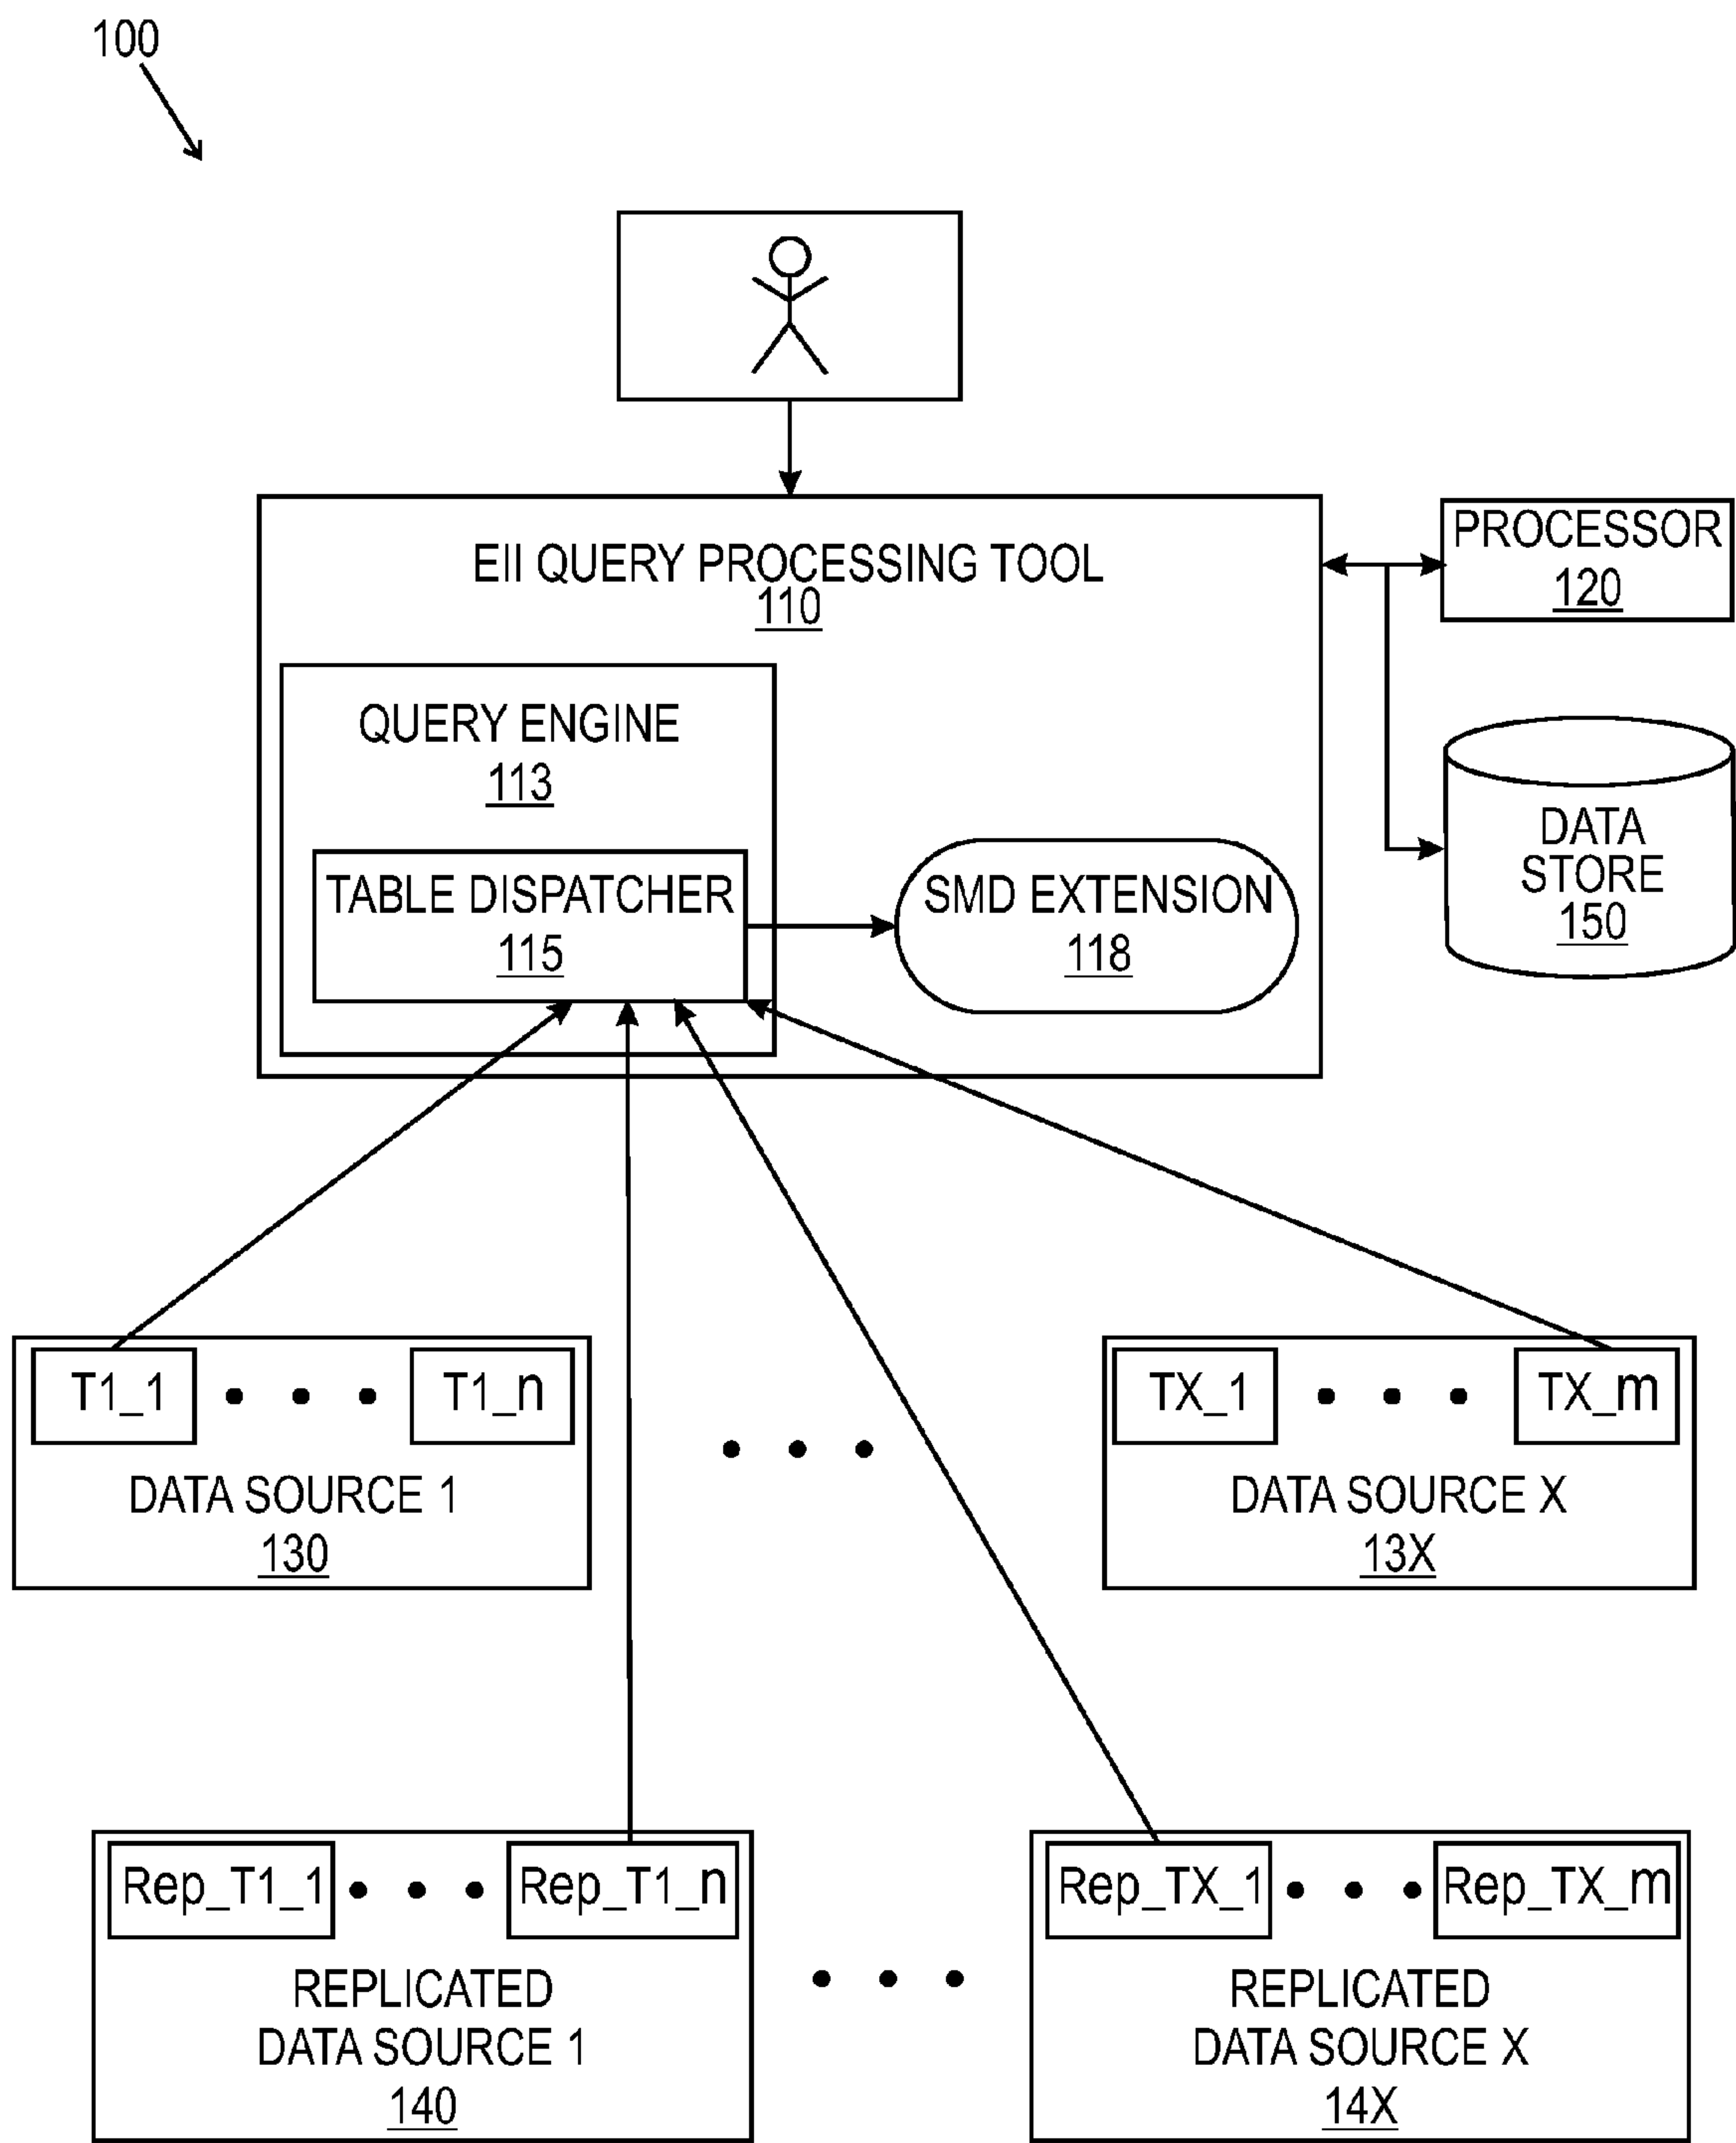 100
EII QUERY PROCESSING TOOL
110
PROCESSOR
120
QUERY ENGINE
113
TABLE DISPATCHER
115
SMD EXTENSION
118
DATA
STORE
150
T1_1
T1_n
DATA SOURCE 1
130
TX_1
TX_m
DATA SOURCE X
13X
Rep_T1_1
Rep_T1_n
REPLICATED
DATA SOURCE 1
140
Rep_TX_1
Rep_TX_m
REPLICATED
DATA SOURCE X
14X